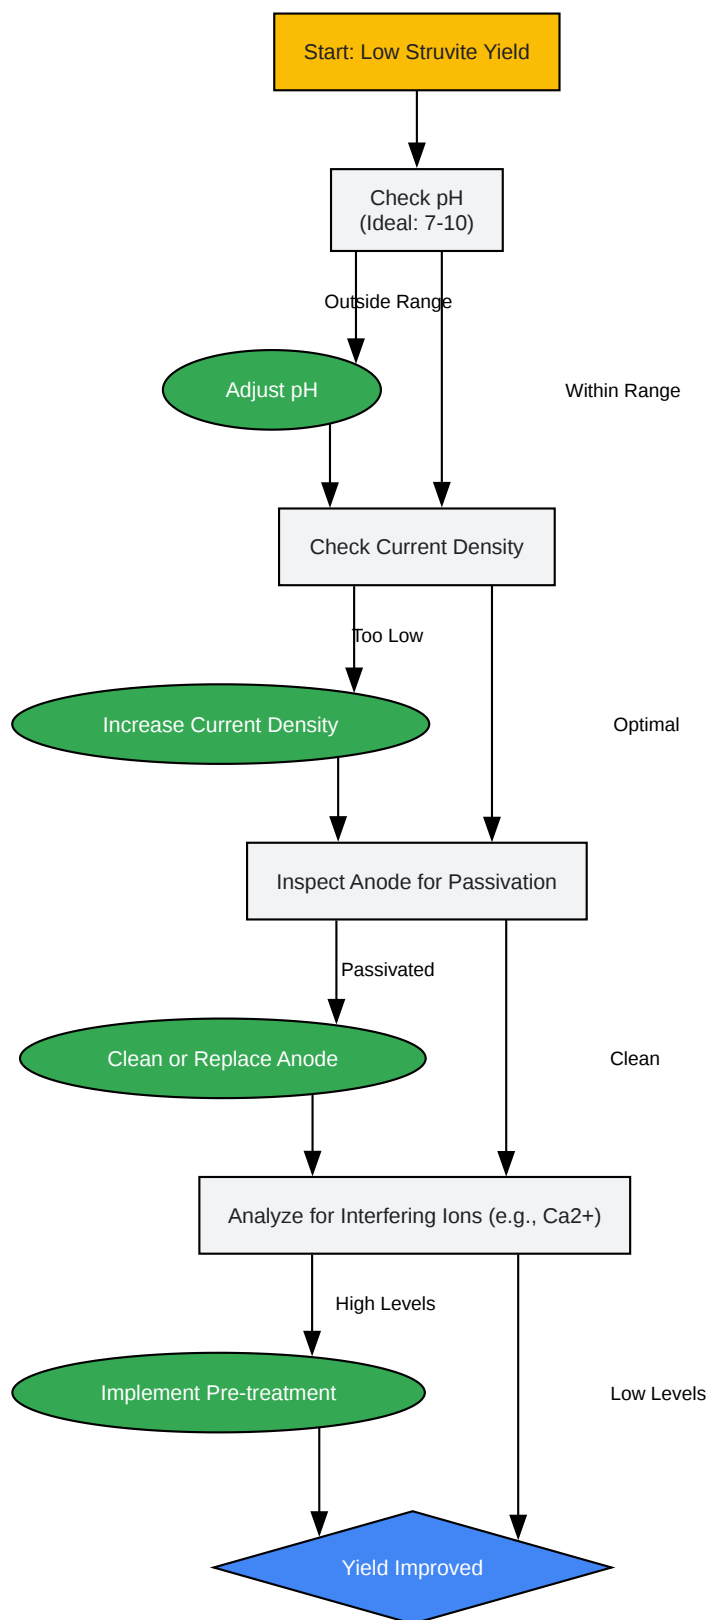 Start: Low Struvite Yield
Check pH
(Ideal: 7-10)
Outside Range
Adjust pH
Within Range
Check Current Density
Too Low
Increase Current Density
Optimal
Inspect Anode for Passivation
Passivated
Clean or Replace Anode
Clean
Analyze for Interfering Ions (e.g., Ca2+)
High Levels
Implement Pre-treatment
Low Levels
Yield Improved